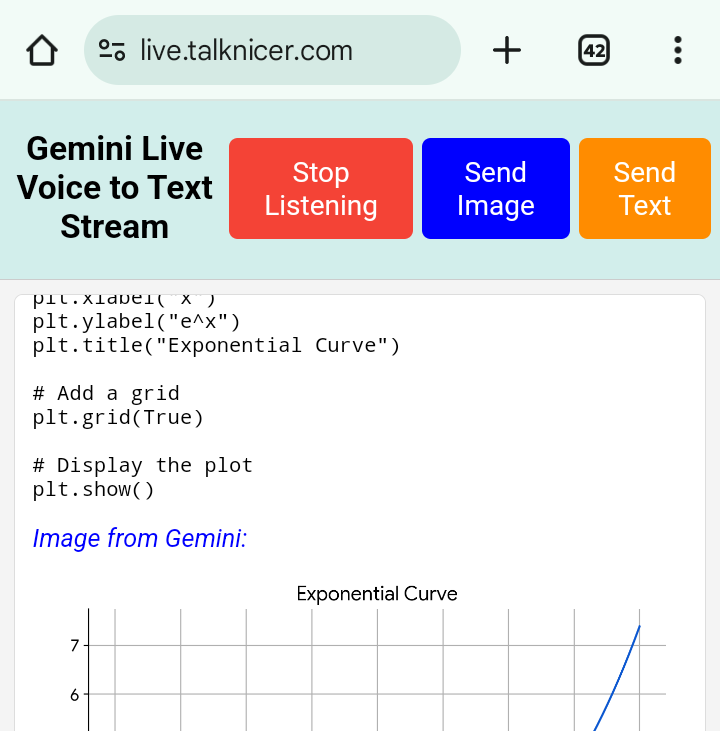 live.talknicer.com
42
Gemini Live
Voice to Text
Stream
Stop
Listening
Send
Image
Send
Text
plt.xlabel("x")
plt.ylabel("e^x")
plt.title("Exponential Curve")
# Add a grid
plt.grid(True)
# Display the plot
plt.show()
Image from Gemini:
Exponential Curve
7
6